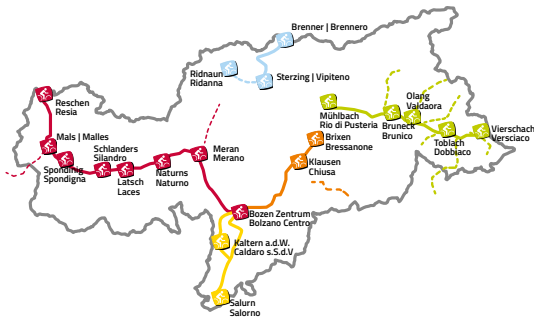 Brenner | Brennero
Ridnaun
Ridanna
Sterzing | Vipiteno
Reschen
Resia
Mühlbach
Rio di Pusteria
Olang
Valdaora
Bruneck
Brunico
Vierschach
Versciaco
Toblach
Dobbiaco
Brixen
Bressanone
Mals | Malles
Schlanders
Silandro
Meran
Merano
Klausen
Chiusa
Spondinig
Spondigna
Latsch
Laces
Naturns
Naturno
Bozen Zentrum
Bolzano Centro
Kaltern a.d.W.
Caldaro s.S.d.V
Salurn
Salorno